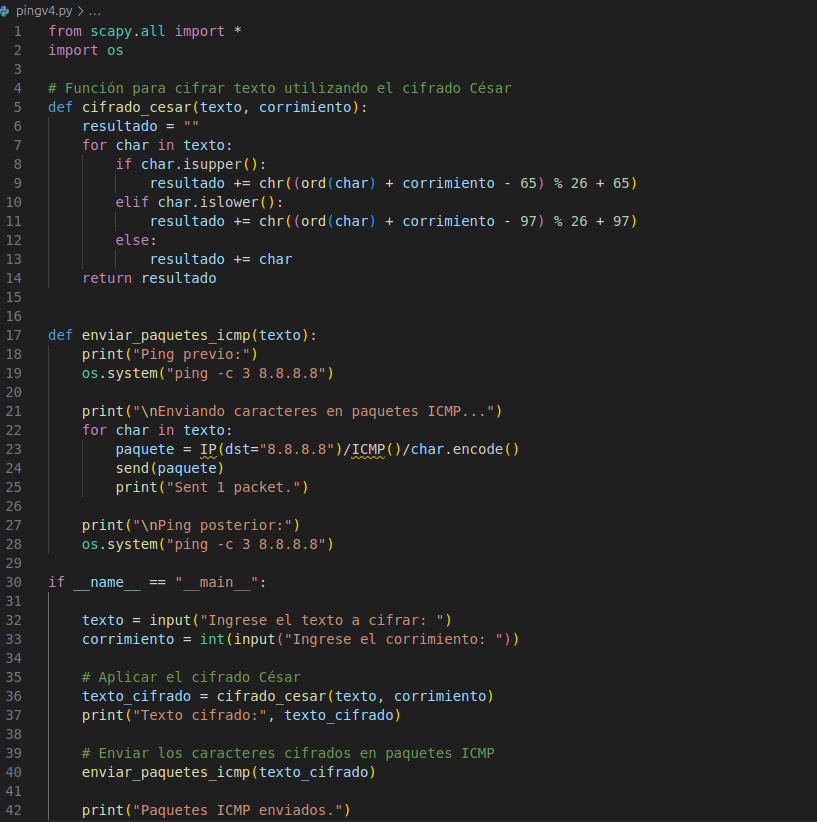 pingv4.py > ...
1 from scapy.all import *
2 import os
3
4 # Función para cifrar texto utilizando el cifrado César
5 def cifrado_cesar(texto, corrimiento):
6     resultado = ""
7     for char in texto:
8         if char.isupper():
9             resultado += chr((ord(char) + corrimiento - 65) % 26 + 65)
10         elif char.islower():
11             resultado += chr((ord(char) + corrimiento - 97) % 26 + 97)
12         else:
13             resultado += char
14     return resultado
15
16
17 def enviar_paquetes_icmp(texto):
18     print("Ping previo:")
19     os.system("ping -c 3 8.8.8.8")
20
21     print("\nEnviando caracteres en paquetes ICMP...")
22     for char in texto:
23         paquete = IP(dst="8.8.8.8")/ICMP()/char.encode()
24         send(paquete)
25         print("Sent 1 packet.")
26
27     print("\nPing posterior:")
28     os.system("ping -c 3 8.8.8.8")
29
30 if __name__ == "__main__":
31
32     texto = input("Ingrese el texto a cifrar: ")
33     corrimiento = int(input("Ingrese el corrimiento: "))
34
35     # Aplicar el cifrado César
36     texto_cifrado = cifrado_cesar(texto, corrimiento)
37     print("Texto cifrado:", texto_cifrado)
38
39     # Enviar los caracteres cifrados en paquetes ICMP
40     enviar_paquetes_icmp(texto_cifrado)
41
42     print("Paquetes ICMP enviados.")